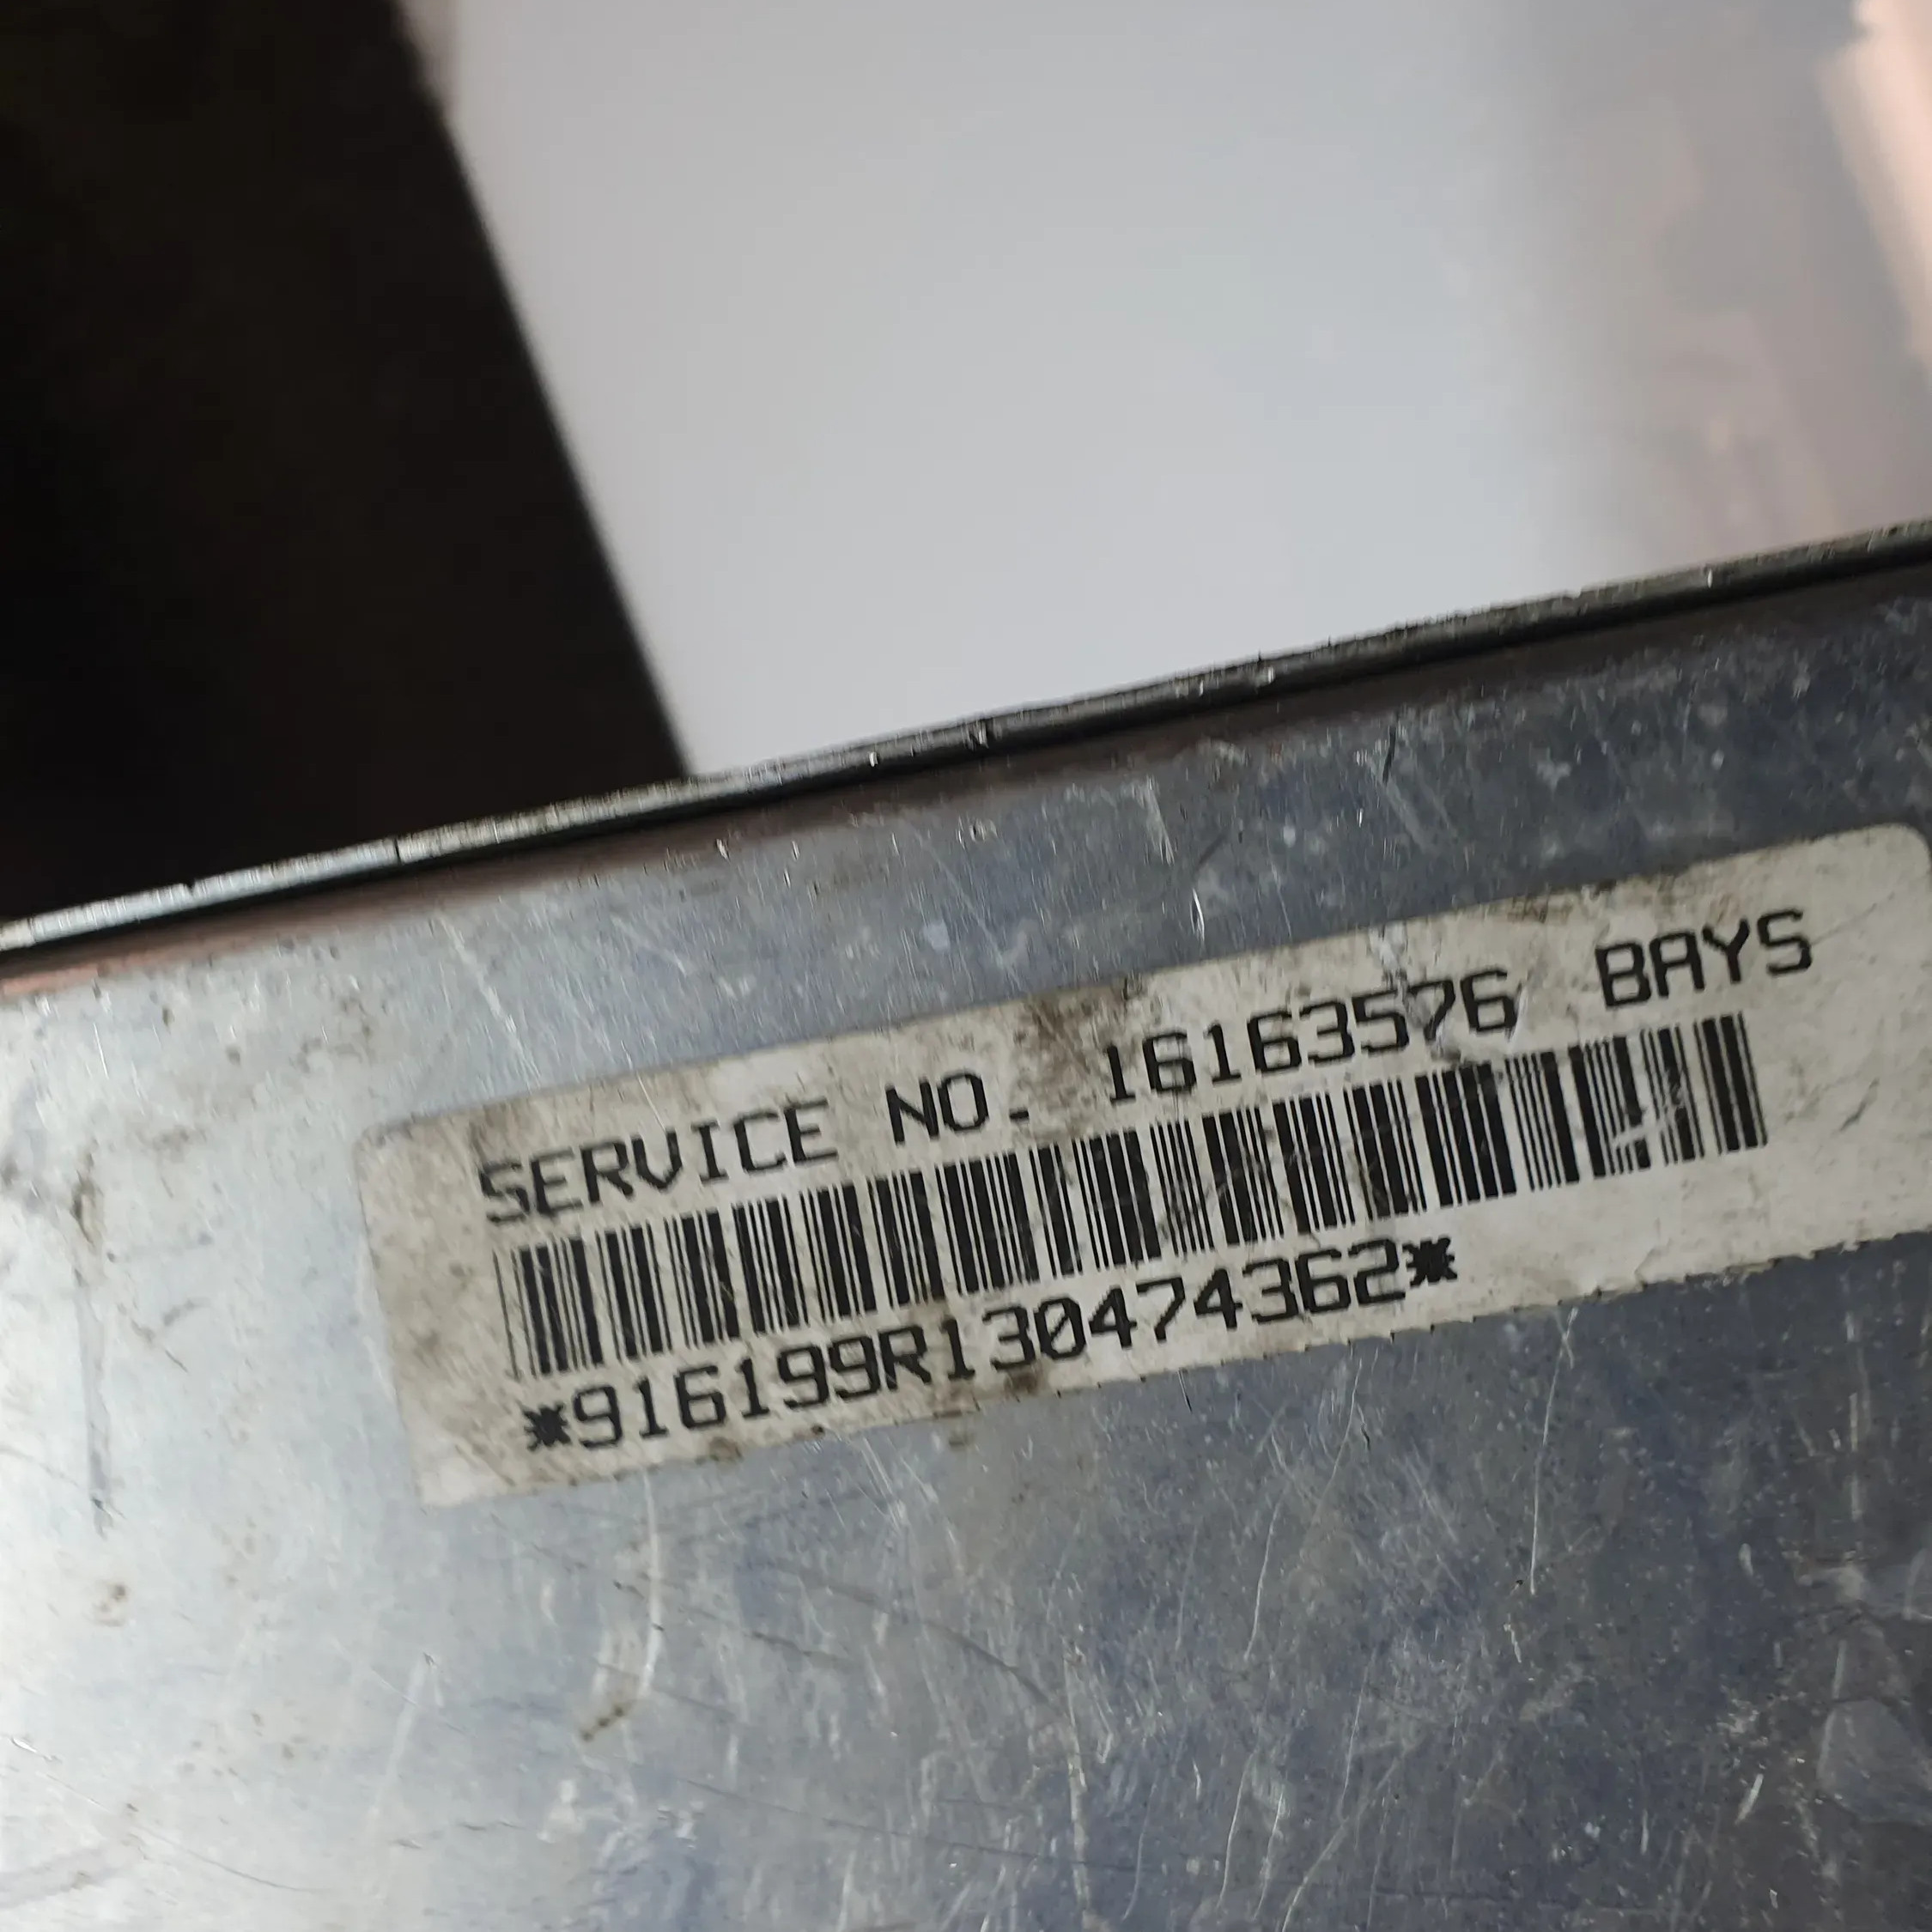 SERVICE NO. 16163576 BAYS
*916199R130474362*